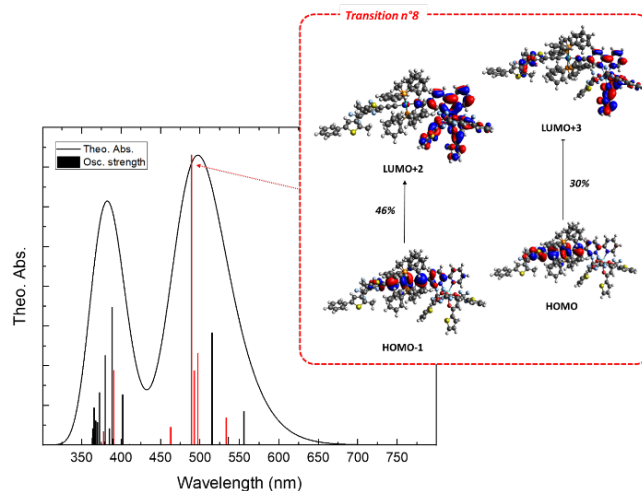 Transition n°8
LUMO+3
LUMO+2
46%
30%
HOMO
HOMO-1
Theo. Abs.
Osc. strength
Theo. Abs.
350 400 450 500 550 600 650 700 750
Wavelength (nm)